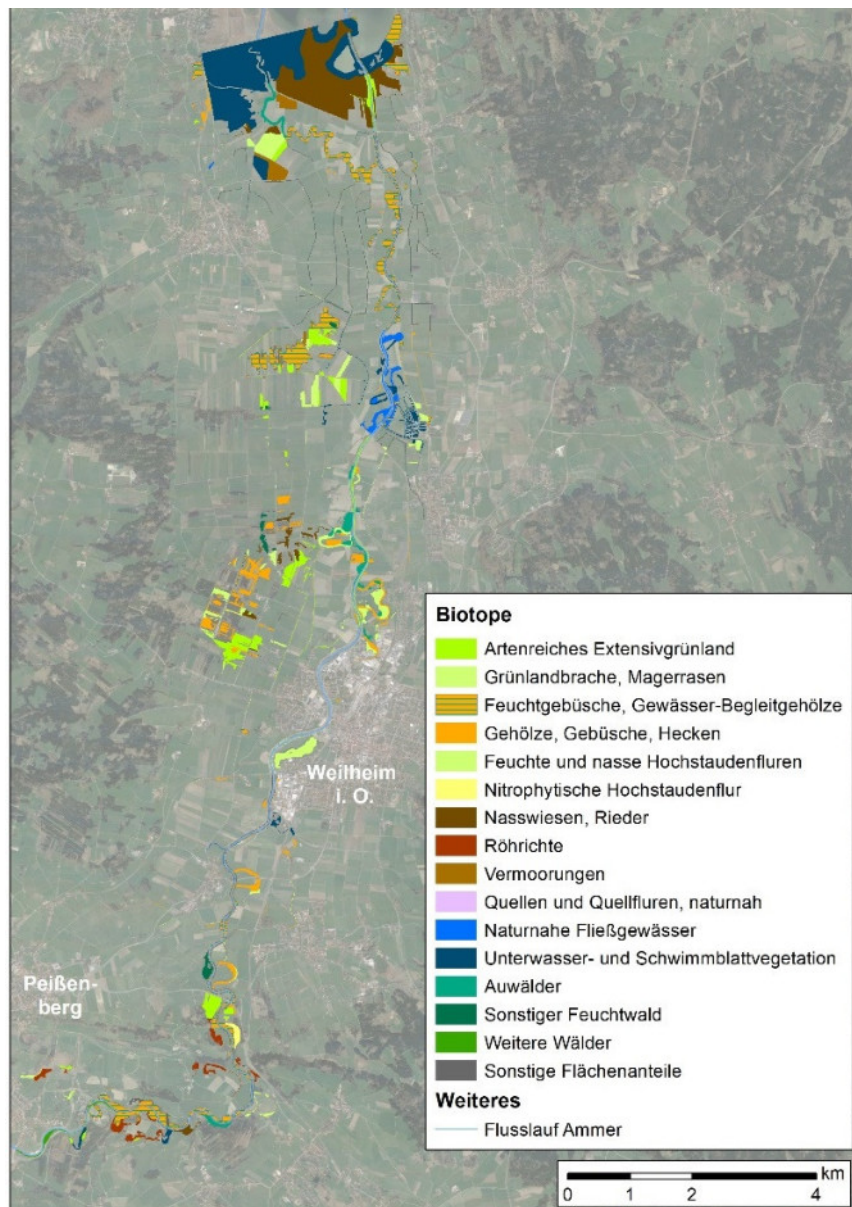 Weilheim
i. O.
Peißen-
berg
Biotope
Artenreiches Extensivgrünland
Grünlandbrache, Magerrasen
Feuchtgebüsche, Gewässer-Begleitgehölze
Gehölze, Gebüsche, Hecken
Feuchte und nasse Hochstaudenfluren
Nitrophytische Hochstaudenflur
Nasswiesen, Rieder
Röhrichte
Vermoorungen
Quellen und Quellfluren, naturnah
Naturnahe Fließgewässer
Unterwasser- und Schwimmblattvegetation
Auwälder
Sonstiger Feuchtwald
Weitere Wälder
Sonstige Flächenanteile
Weiteres
Flusslauf Ammer
km
0 1 2 4